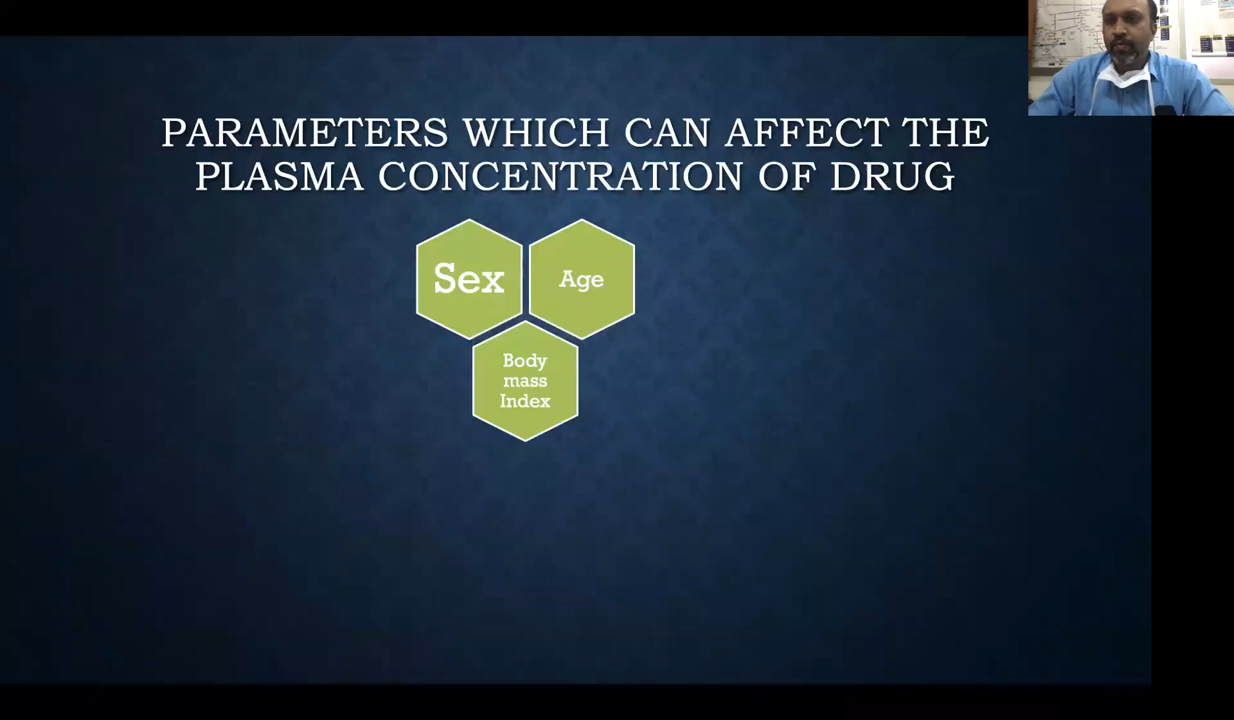 PARAMETERS WHICH CAN AFFECT THE
PLASMA CONCENTRATION OF DRUG
Sex
Age
Body
mass
Index